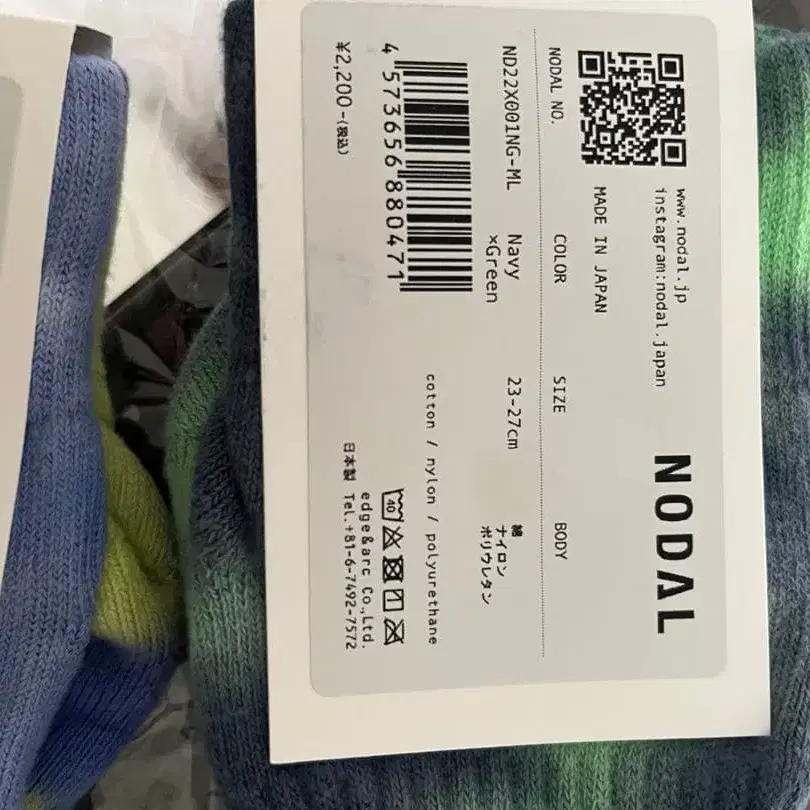 NODAL
www.nodal.jp
instagram:nodal.japan
MADE IN JAPAN
NODAL NO.
COLOR
SIZE
BODY
ND22X001NG-ML
Navy
×Green
23-27cm
綿
ナイロン
ポリウレタン
4 573656 880471
¥2,200-(税込)
cotton / nylon / polyurethane
40
edge&arc Co.,Ltd.
日本製 Tel.+81-6-7492-7572